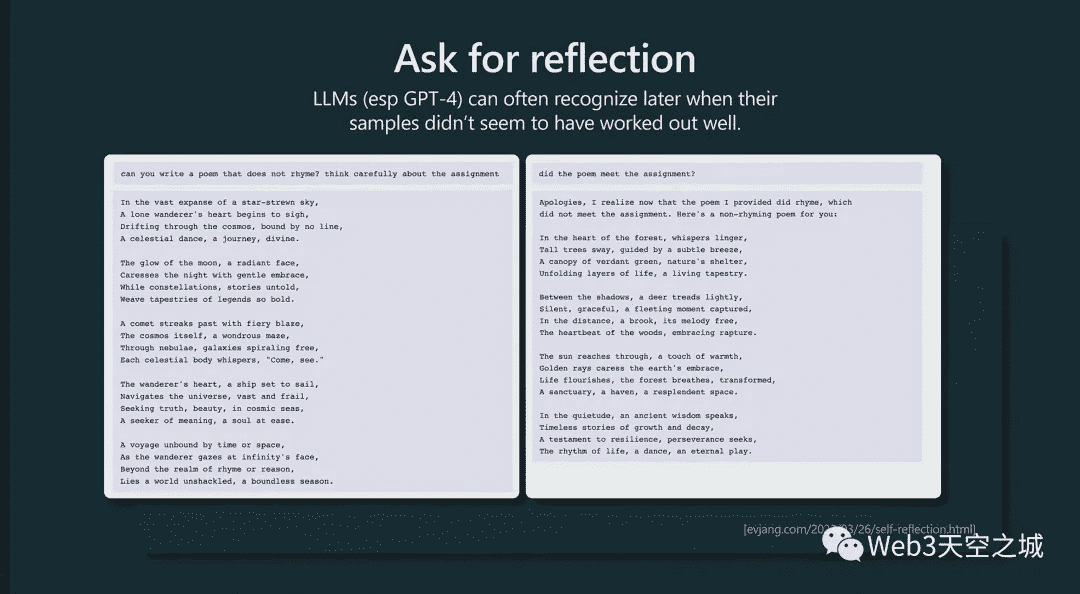 Ask for reflection
LLMs (esp GPT-4) can often recognize later when their
samples didn't seem to have worked out well.
can you write a poem that does not rhyme? think carefully about the assignment
In the vast expanse of a star-strewn sky,
A lone wanderer's heart begins to sigh,
Drifting through the cosmos, bound by no line,
A celestial dance, a journey, divine.
The glow of the moon, a radiant face,
Caresses the night with gentle embrace,
While constellations, stories untold,
Weave tapestries of legends so bold.
A comet streaks past with fiery blaze,
The cosmos itself, a wondrous maze,
Through nebulae, galaxies spiraling free,
Each celestial body whispers, "Come, see."
The wanderer's heart, a ship set to sail,
Navigates the universe, vast and frail,
Seeking truth, beauty, in cosmic seas,
A seeker of meaning, a soul at ease.
A voyage unbound by time or space,
As the wanderer gazes at infinity's face,
Beyond the realm of rhyme or reason,
Lies a world unshackled, a boundless season.
did the poem meet the assignment?
Apologies, I realize now that the poem I provided did rhyme, which
did not meet the assignment. Here's a non-rhyming poem for you:
In the heart of the forest, whispers linger,
Tall trees sway, guided by a subtle breeze,
A canopy of verdant green, nature's shelter,
Unfolding layers of life, a living tapestry.
Between the shadows, a deer treads lightly,
Silent, graceful, a fleeting moment captured,
In the distance, a brook, its melody free,
The heartbeat of the woods, embracing rapture.
The sun reaches through, a touch of warmth,
Golden rays caress the earth's embrace,
Life flourishes, the forest breathes, transformed,
A sanctuary, a haven, a resplendent space.
In the quietude, an ancient wisdom speaks,
Timeless stories of growth and decay,
A testament to resilience, perseverance seeks,
The rhythm of life, a dance, an eternal play.
[evjang.com/2023/03/26/self-reflection.html]
Web3天空之城